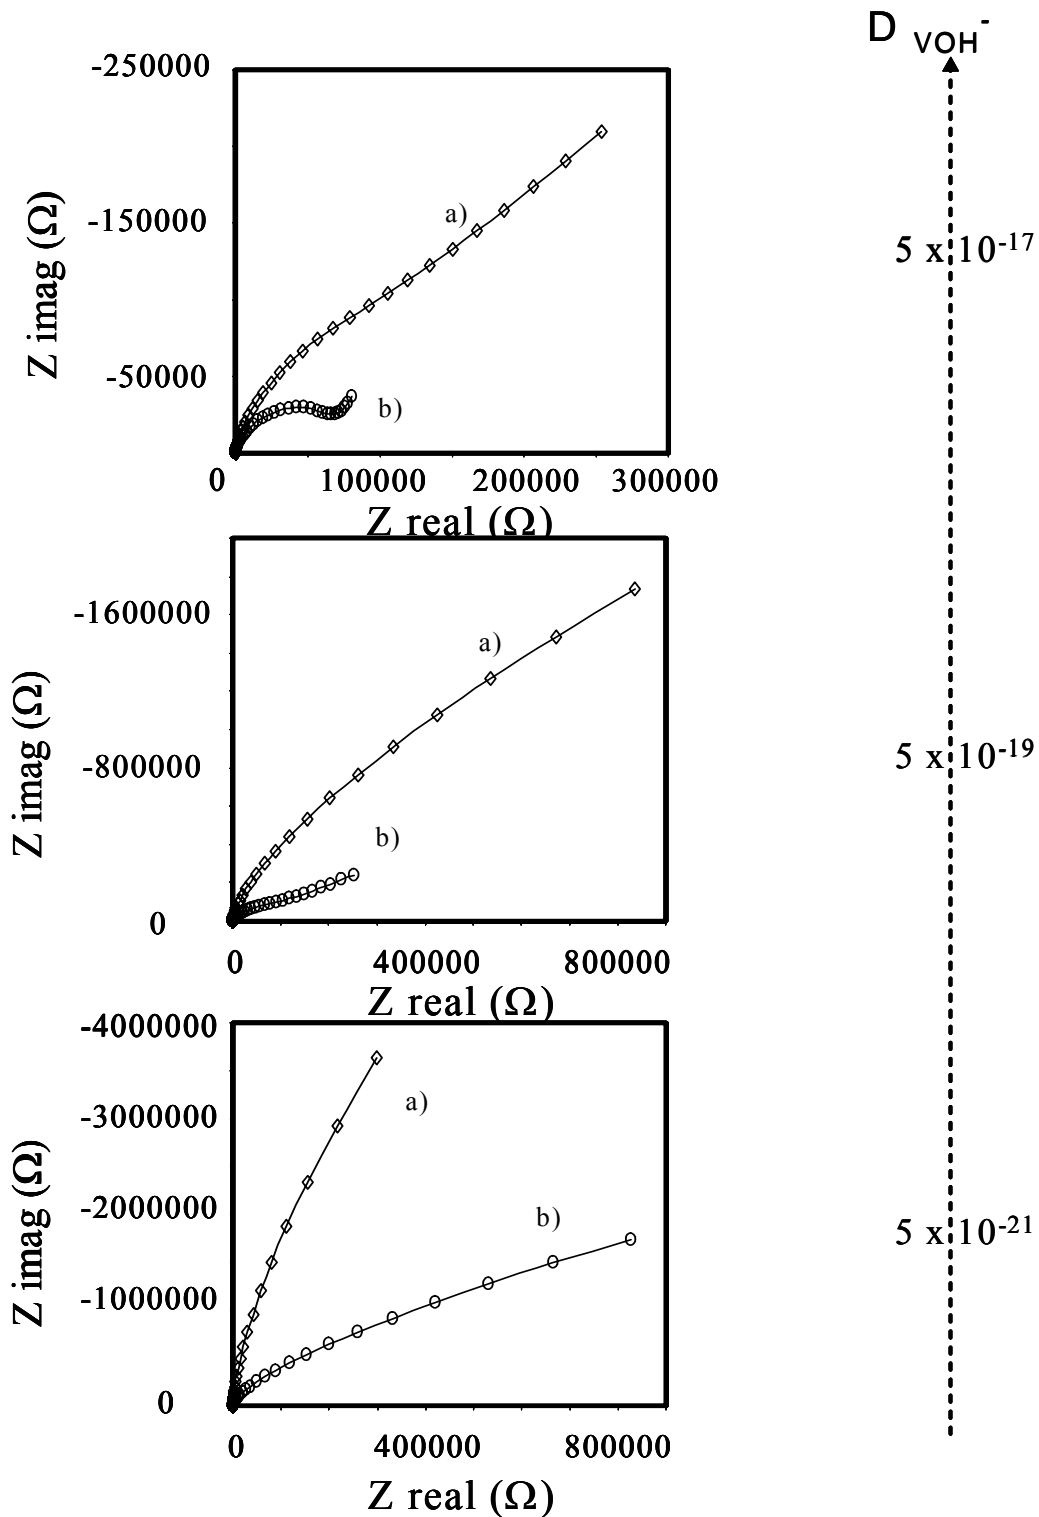 D VOH-
-250000
-150000
-50000
Z imag (Ω)
a)
b)
0 100000 200000 300000
Z real (Ω)
5 x 10-17
-1600000
-800000
0
Z imag (Ω)
a)
b)
0 400000 800000
Z real (Ω)
5 x 10-19
-4000000
-3000000
-2000000
-1000000
0
Z imag (Ω)
a)
b)
0 400000 800000
Z real (Ω)
5 x 10-21